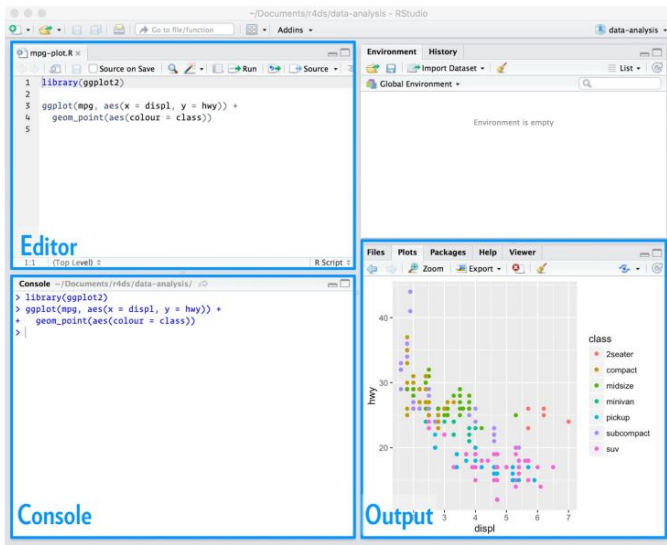 ~/Documents/r4ds/data-analysis - RStudio
Go to file/function
Addins
data-analysis
mpg-plot.R
Source on Save
Run
Source
1 library(ggplot2)
2
3 ggplot(mpg, aes(x = displ, y = hwy)) +
4   geom_point(aes(colour = class))
5
Editor
1:1 (Top Level) R Script
Console ~/Documents/r4ds/data-analysis/
> library(ggplot2)
> ggplot(mpg, aes(x = displ, y = hwy)) +
+   geom_point(aes(colour = class))
>
Console
Environment History
Import Dataset List
Global Environment
Environment is empty
Files Plots Packages Help Viewer
Zoom Export
40
30
20
hwy
3 4 5 6 7
displ
class
2seater
compact
midsize
minivan
pickup
subcompact
suv
Output